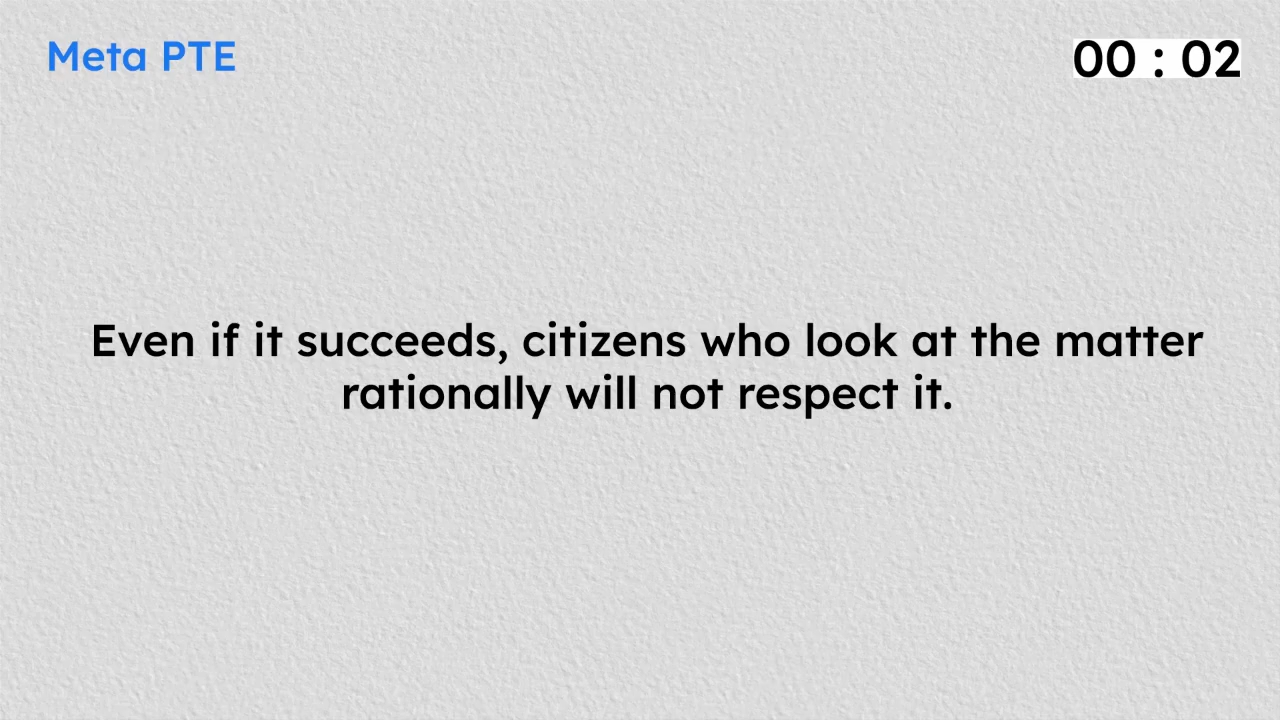 Meta PTE
00 : 02
Even if it succeeds, citizens who look at the matter
rationally will not respect it.